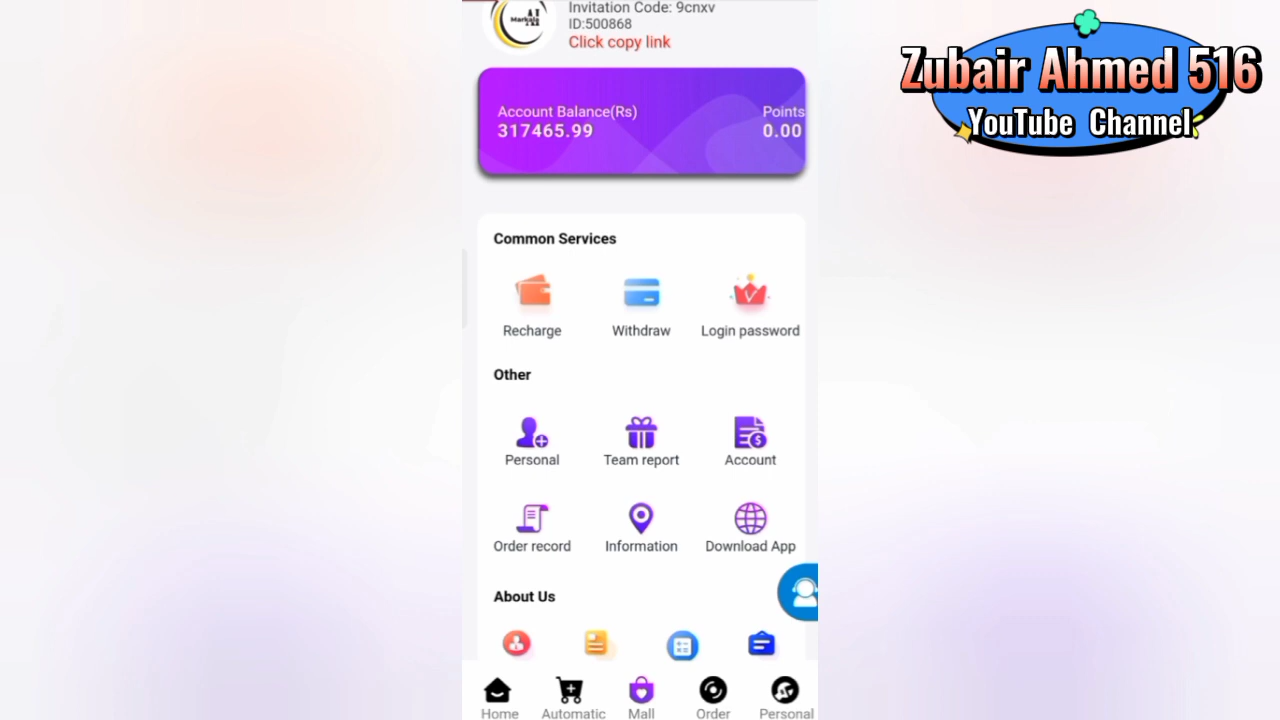 Invitation Code: 9cnxv
ID:500868
Click copy link
Zubair Ahmed 516
YouTube Channel
Account Balance(Rs) Points
317465.99 0.00
Common Services
Recharge Withdraw Login password
Other
Personal Team report Account
Order record Information Download App
About Us
Home Automatic Mall Order Personal